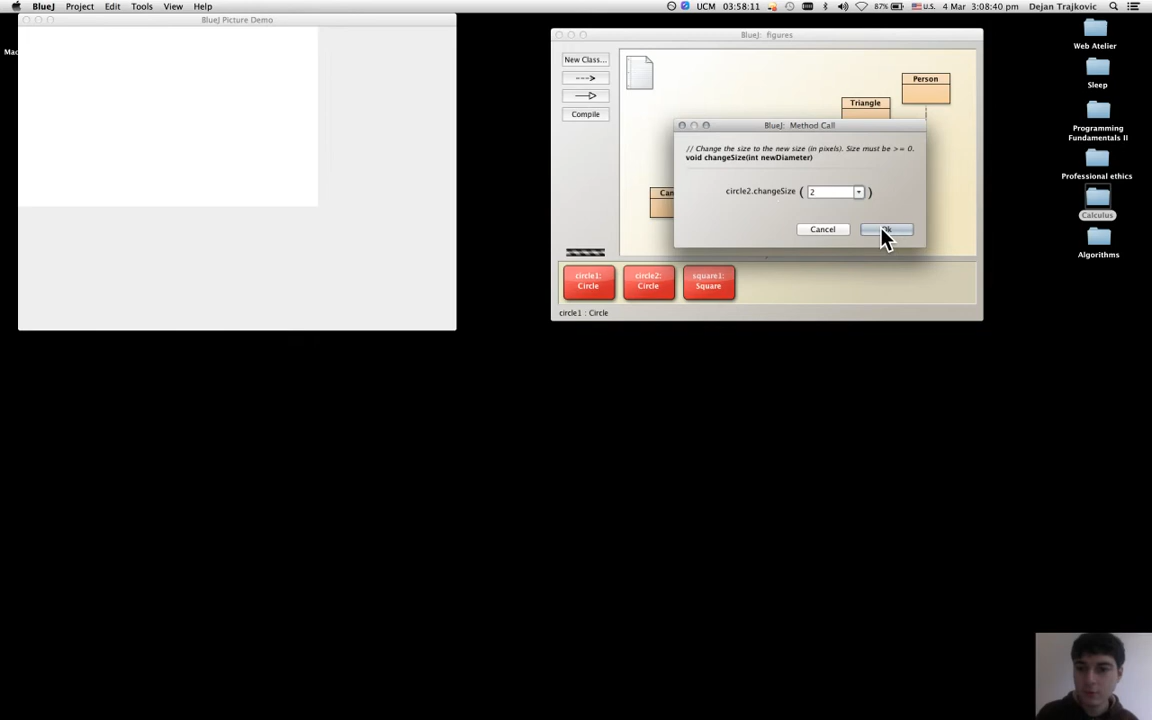 BlueJ Project Edit Tools View Help
UCM 03:58:11 87% U.S. 4 Mar 3:08:40 pm Dejan Trajkovic
BlueJ Picture Demo
BlueJ: figures
New Class...
Compile
Person
Triangle
BlueJ: Method Call
// Change the size to the new size (in pixels). Size must be >= 0.
void changeSize(int newDiameter)
circle2.changeSize ( 2 )
Cancel
circle1:
Circle
circle2:
Circle
square1:
Square
circle1 : Circle
Web Atelier
Sleep
Programming
Fundamentals II
Professional ethics
Calculus
Algorithms